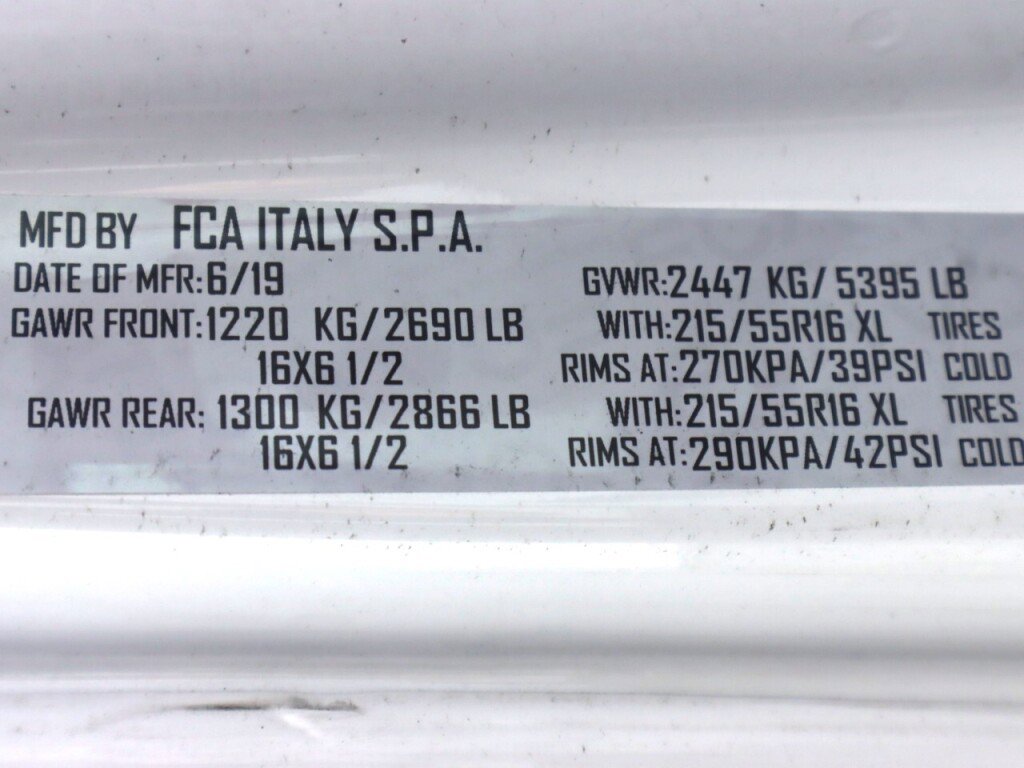 MFD BY FCA ITALY S.P.A.
DATE OF MFR:6/19 GVWR:2447 KG/5395 LB
GAWR FRONT:1220 KG/2690 LB WITH:215/55R16 XL TIRES
16X6 1/2 RIMS AT:270KPA/39PSI COLD
GAWR REAR: 1300 KG/2866 LB WITH:215/55R16 XL TIRES
16X6 1/2 RIMS AT:290KPA/42PSI COLD